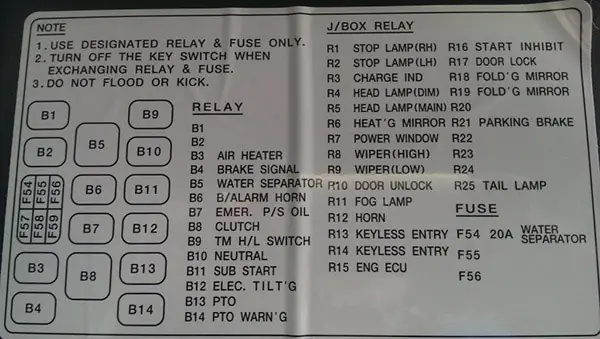 NOTE
1. USE DESIGNATED RELAY & FUSE ONLY.
2. TURN OFF THE KEY SWITCH WHEN
EXCHANGING RELAY & FUSE.
3. DO NOT FLOOD OR KICK.
B1
B9
B2
B5
B10
F54 F55 F56
F57 F58 F59
B6
B11
B7
B12
B3
B8
B13
B4
B14
RELAY
B1
B2
B3 AIR HEATER
B4 BRAKE SIGNAL
B5 WATER SEPARATOR
B6 B/ALARM HORN
B7 EMER. P/S OIL
B8 CLUTCH
B9 TM H/L SWITCH
B10 NEUTRAL
B11 SUB START
B12 ELEC. TILT'G
B13 PTO
B14 PTO WARN'G
J/BOX RELAY
R1 STOP LAMP(RH)
R2 STOP LAMP(LH)
R3 CHARGE IND
R4 HEAD LAMP(DIM)
R5 HEAD LAMP(MAIN)
R6 HEAT'G MIRROR
R7 POWER WINDOW
R8 WIPER(HIGH)
R9 WIPER(LOW)
R10 DOOR UNLOCK
R11 FOG LAMP
R12 HORN
R13 KEYLESS ENTRY
R14 KEYLESS ENTRY
R15 ENG ECU
R16 START INHIBIT
R17 DOOR LOCK
R18 FOLD'G MIRROR
R19 FOLD'G MIRROR
R20
R21 PARKING BRAKE
R22
R23
R24
R25 TAIL LAMP
FUSE
F54 20A WATER
SEPARATOR
F55
F56